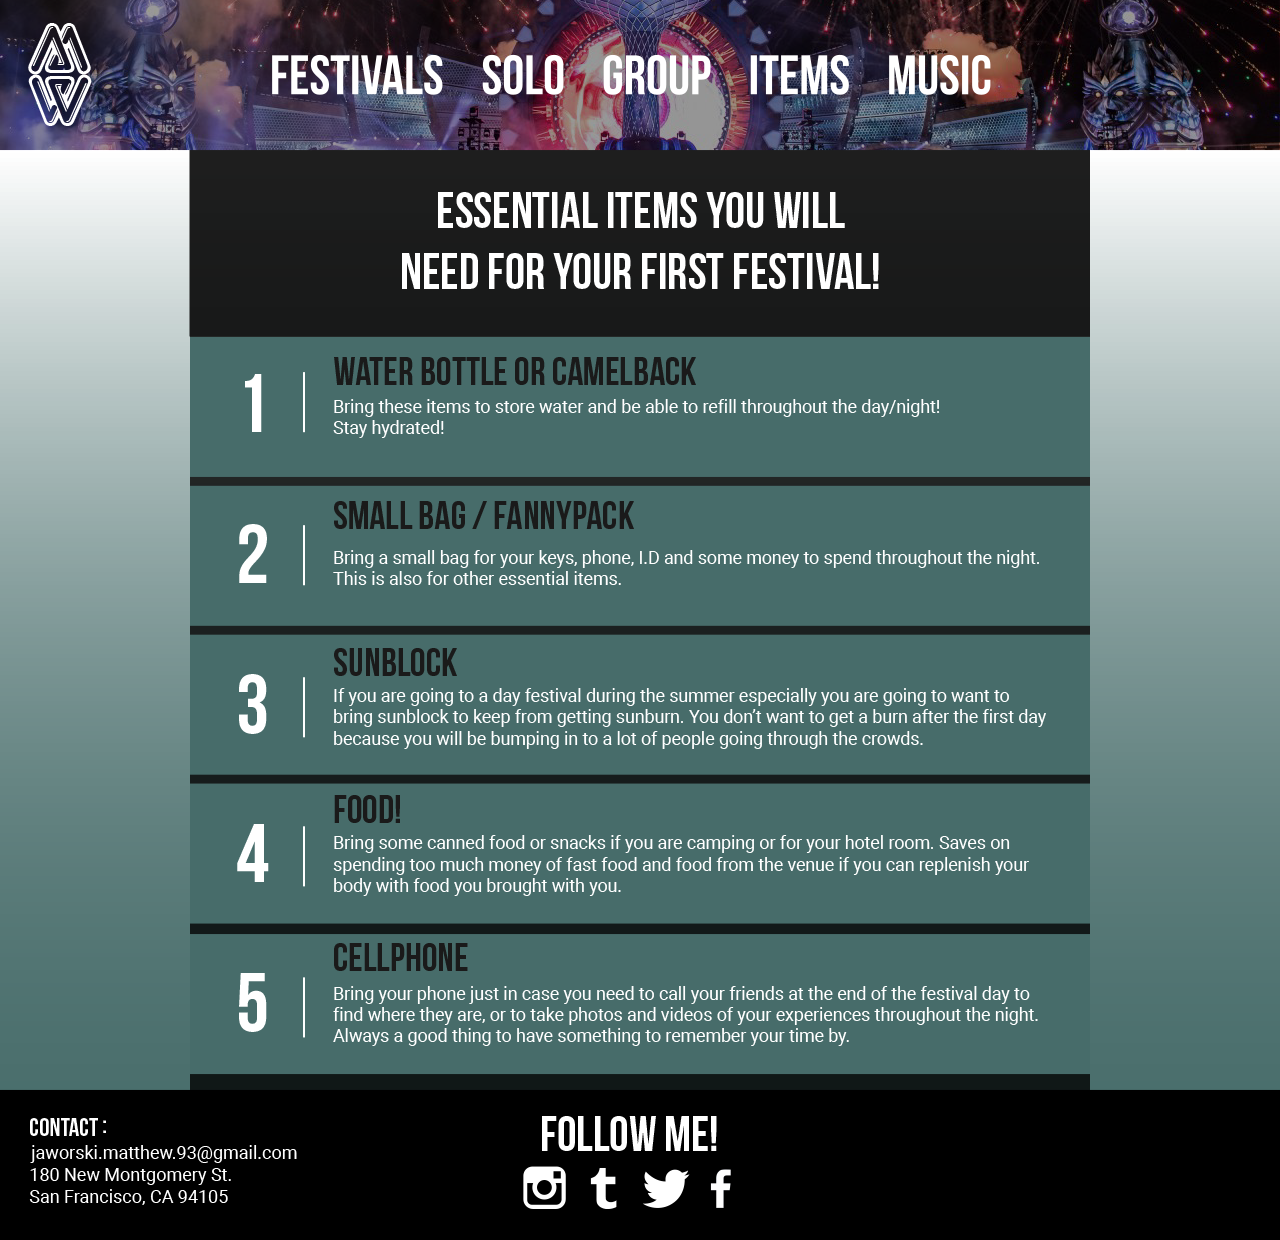 FESTIVALS SOLO GROUP ITEMS MUSIC
ESSENTIAL ITEMS YOU WILL
NEED FOR YOUR FIRST FESTIVAL!
1
WATER BOTTLE OR CAMELBACK
Bring these items to store water and be able to refill throughout the day/night!
Stay hydrated!
2
SMALL BAG / FANNYPACK
Bring a small bag for your keys, phone, I.D and some money to spend throughout the night.
This is also for other essential items.
3
SUNBLOCK
If you are going to a day festival during the summer especially you are going to want to
bring sunblock to keep from getting sunburn. You don’t want to get a burn after the first day
because you will be bumping in to a lot of people going through the crowds.
4
FOOD!
Bring some canned food or snacks if you are camping or for your hotel room. Saves on
spending too much money of fast food and food from the venue if you can replenish your
body with food you brought with you.
5
CELLPHONE
Bring your phone just in case you need to call your friends at the end of the festival day to
find where they are, or to take photos and videos of your experiences throughout the night.
Always a good thing to have something to remember your time by.
CONTACT :
jaworski.matthew.93@gmail.com
180 New Montgomery St.
San Francisco, CA 94105
FOLLOW ME!